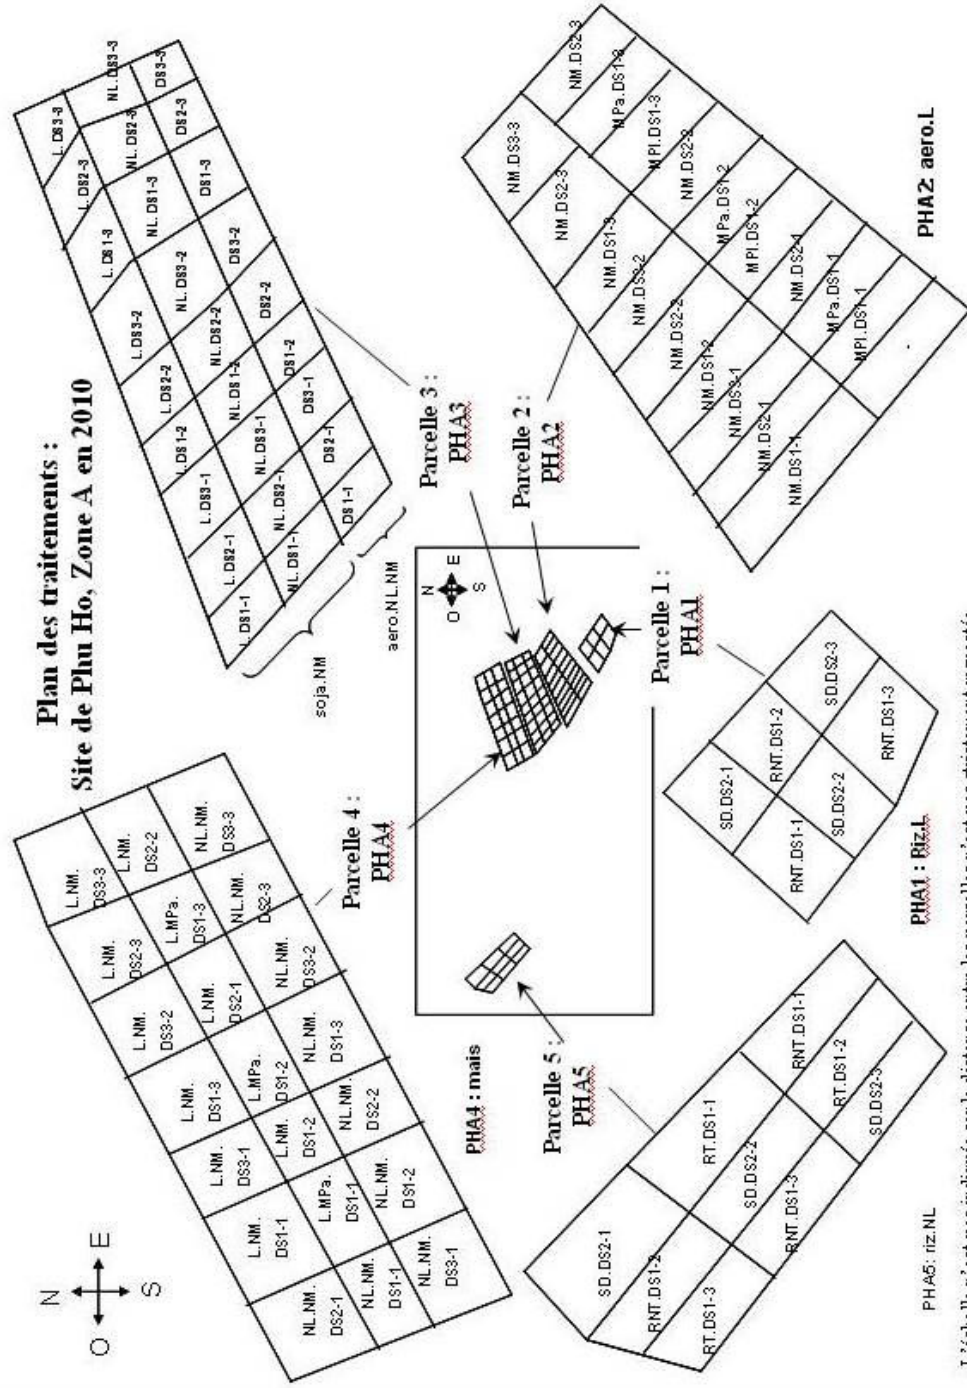 Plan des traitements :
Site de Phu Ho, Zone A en 2010
N
O
E
S
L.NM.
DS3-3
L.NM.
DS2-2
NL.NM.
DS3-3
L.NM.
DS2-3
L.MPa.
DS1-3
NL.NM.
DS2-3
L.NM.
DS3-2
L.NM.
DS2-1
NL.NM.
DS3-2
L.NM.
DS1-3
L.MPa.
DS1-2
NL.NM.
DS1-3
L.NM.
DS3-1
L.NM.
DS1-2
NL.NM.
DS2-2
L.NM.
DS1-1
L.MPa.
DS1-1
NL.NM.
DS1-2
NL.NM.
DS2-1
NL.NM.
DS1-1
NL.NM.
DS3-1
PHA4 : mais
L.DS3-3
NL.DS3-3
DS3-3
L.DS2-3
NL.DS2-3
DS2-3
L.DS1-3
NL.DS1-3
DS1-3
L.DS3-2
NL.DS3-2
DS3-2
L.DS2-2
NL.DS2-2
DS2-2
L.DS1-2
NL.DS1-2
DS1-2
L.DS3-1
NL.DS3-1
DS3-1
L.DS2-1
NL.DS2-1
DS2-1
L.DS1-1
NL.DS1-1
DS1-1
soja.NM
aero.NL.NM
Parcelle 4 :
PHA4
Parcelle 3 :
PHA3
Parcelle 2 :
PHA2
Parcelle 1 :
PHA1
Parcelle 5 :
PHA5
N
O
E
S
SD.DS2-1
RT.DS1-1
RNT.DS1-1
RNT.DS1-2
SD.DS2-2
RT.DS1-2
RT.DS1-3
RNT.DS1-3
SD.DS2-3
PHA5: riz.NL
SD.DS2-1
RNT.DS1-2
SD.DS2-3
RNT.DS1-1
SD.DS2-2
RNT.DS1-3
PHA1 : Riz.L
NM.DS3-3
NM.DS2-3
NM.DS2-3
MPa.DS1-3
NM.DS1-3
MPl.DS1-3
NM.DS3-2
NM.DS2-2
NM.DS2-2
MPa.DS1-2
NM.DS1-2
MPl.DS1-2
NM.DS3-1
NM.DS2-1
NM.DS2-1
MPa.DS1-1
NM.DS1-1
MPl.DS1-1
PHA2: aero.L